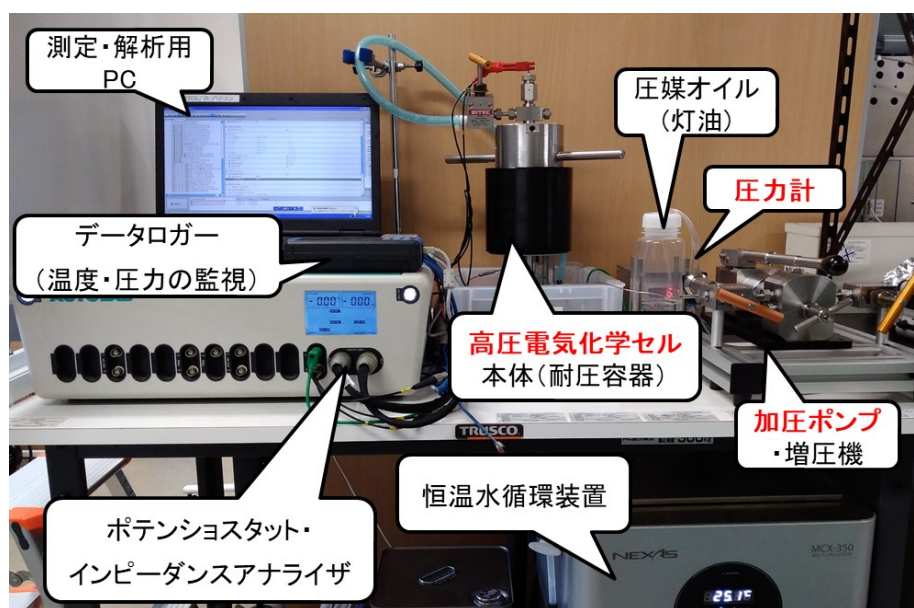 測定・解析用
PC
圧媒オイル
(灯油)
圧力計
データロガー
(温度・圧力の監視)
高圧電気化学セル
本体(耐圧容器)
加圧ポンプ
・増圧機
TRUSCO
恒温水循環装置
ポテンショスタット・
インピーダンスアナライザ
NEXAS
MCX-350
25.1℃